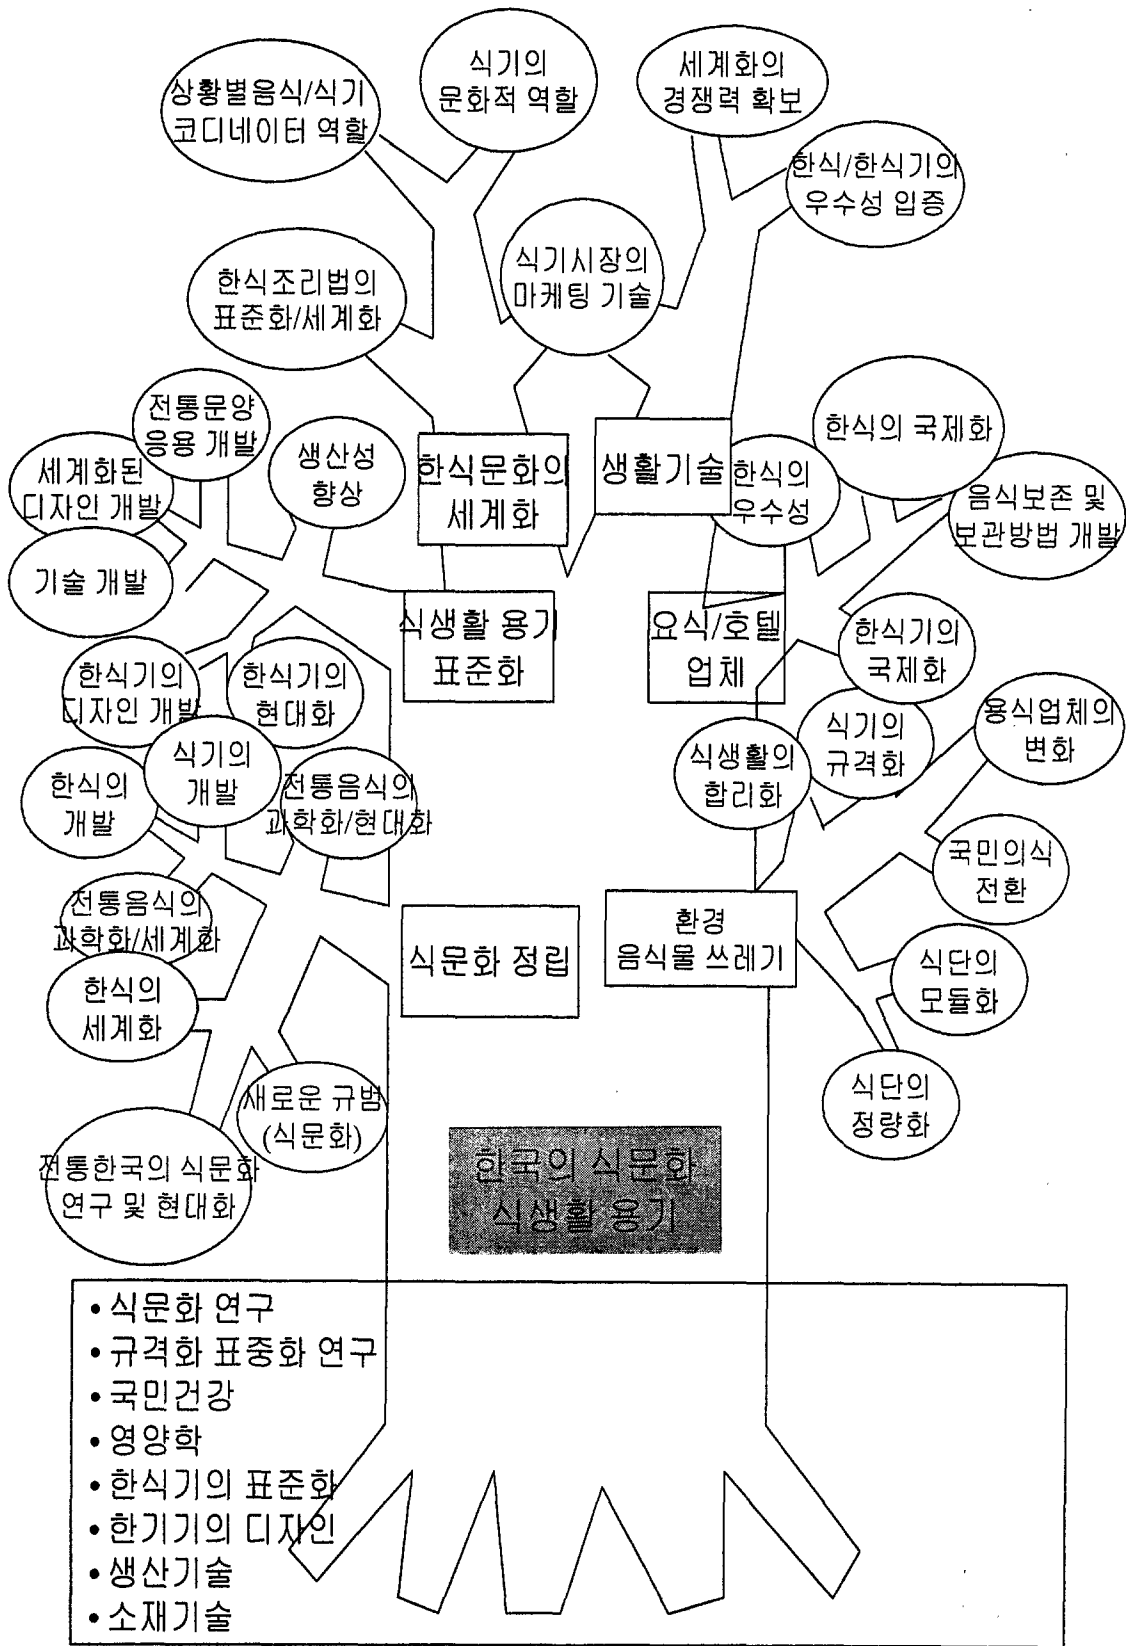 상황별음식/식기
코디네이터 역할
식기의
문화적 역할
세계화의
경쟁력 확보
한식/한식기의
우수성 입증
한식조리법의
표준화/세계화
식기시장의
마케팅 기술
전통문양
응용 개발
세계화된
디자인 개발
기술 개발
생산성
향상
한식문화의
세계화
생활기술
한식의
우수성
한식의 국제화
음식보존 및
보관방법 개발
식생활 용기
표준화
요식/호텔
업체
한식기의
국제화
한식기의
디자인 개발
한식기의
현대화
식기의
개발
한식의
개발
전통음식의
과학화/현대화
식생활의
합리화
식기의
규격화
용식업체의
변화
국민의식
전환
전통음식의
과학화/세계화
한식의
세계화
식문화 정립
환경
음식물 쓰레기
식단의
모듈화
식단의
정량화
새로운 규범
(식문화)
전통한국의 식문화
연구 및 현대화
한국의 식문화
식생활 용기
• 식문화 연구
• 규격화 표중화 연구
• 국민건강
• 영양학
• 한식기의 표준화
• 한기기의 디자인
• 생산기술
• 소재기술